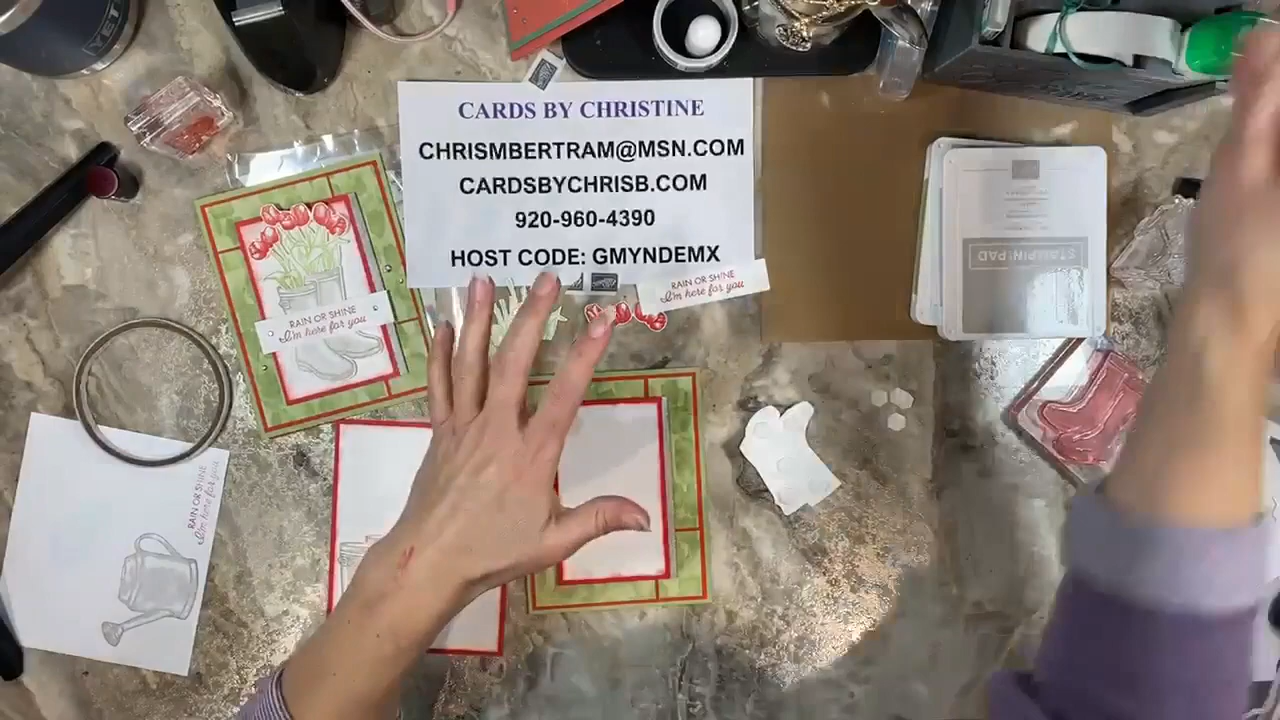 YETI
CARDS BY CHRISTINE
CHRISMBERTRAM@MSN.COM
CARDSBYCHRISB.COM
920-960-4390
HOST CODE: GMYNDEMX
RAIN OR SHINE
I'm here for you
RAIN OR SHINE
I'm here for you
STAMPIN' PAD
RAIN OR SHINE
I'm here for you